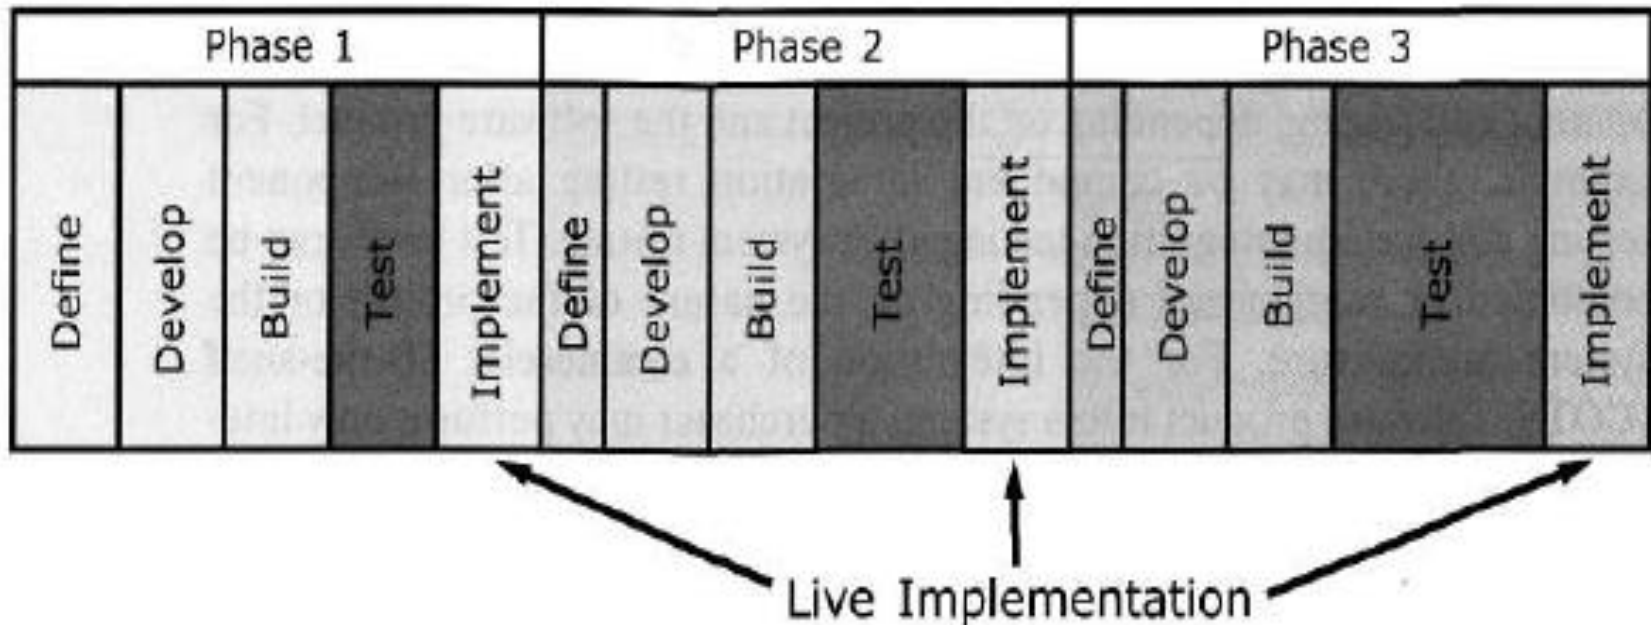 Phase 1
Phase 2
Phase 3
Define
Develop
Build
Test
Implement
Define
Develop
Build
Test
Implement
Define
Develop
Build
Test
Implement
Live Implementation